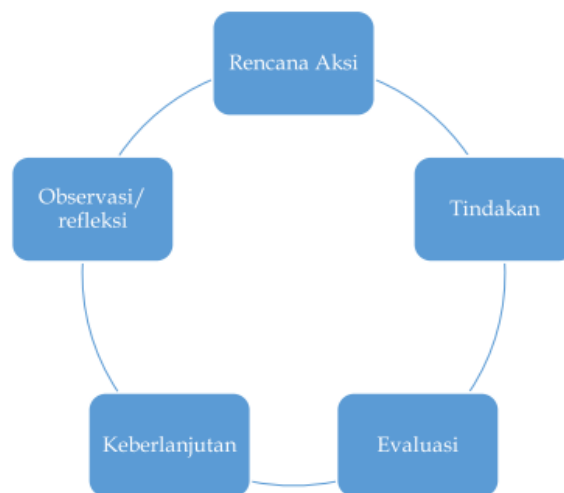 Rencana Aksi
Tindakan
Evaluasi
Keberlanjutan
Observasi/
refleksi